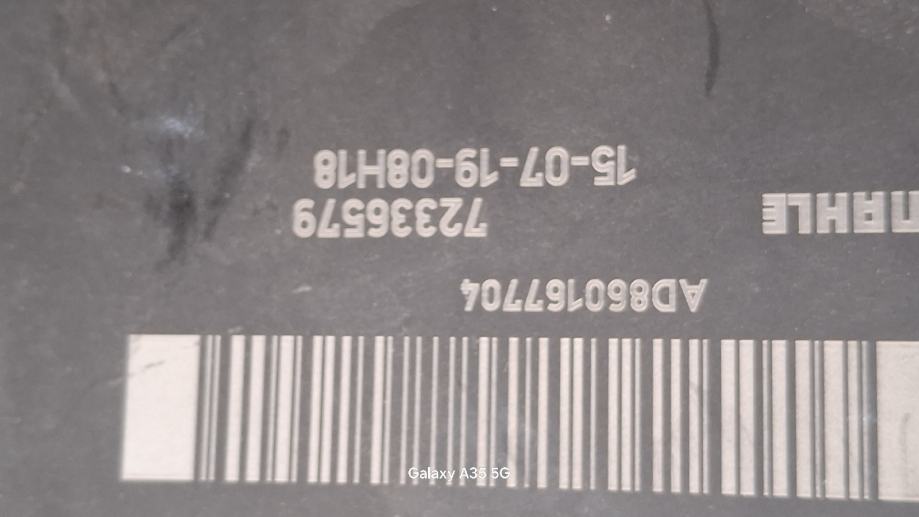 AD860167704
MAHLE 72336579
15-07-19-08H18
Galaxy A35 5G